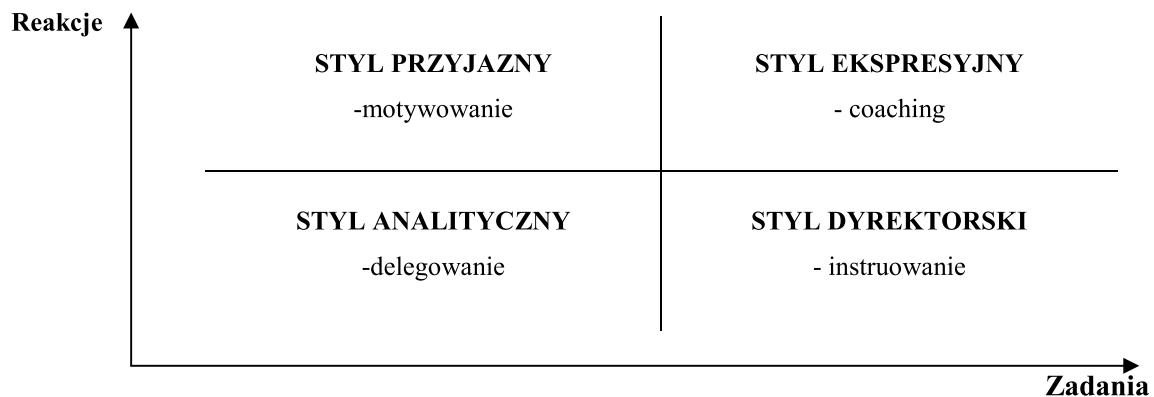 Reakcje
STYL PRZYJAZNY
-motywowanie
STYL EKSPRESYJNY
- coaching
STYL ANALITYCZNY
-delegowanie
STYL DYREKTORSKI
- instruowanie
Zadania